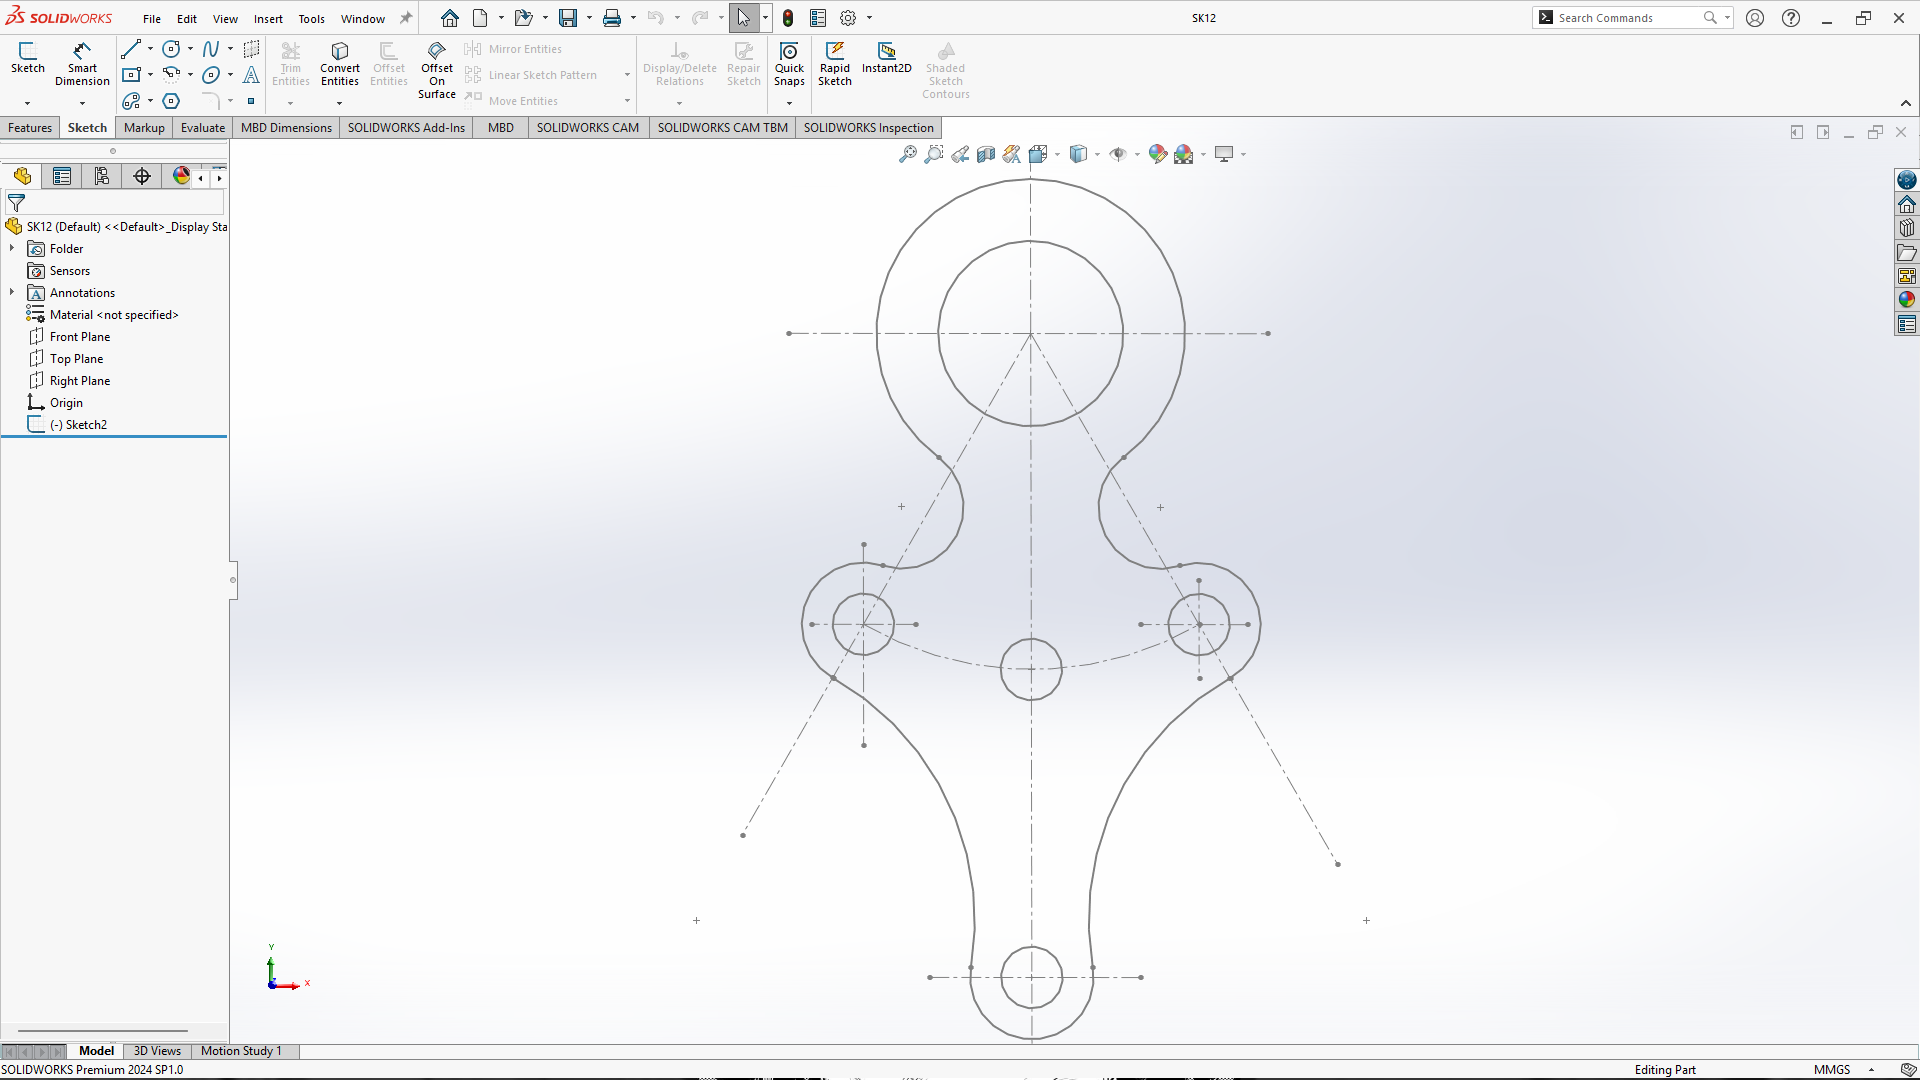 SOLIDWORKS File Edit View Insert Tools Window SK12 Search Commands
Sketch
Smart Dimension
Trim Entities
Convert Entities
Offset Entities
Offset On Surface
Mirror Entities
Linear Sketch Pattern
Move Entities
Display/Delete Relations
Repair Sketch
Quick Snaps
Rapid Sketch
Instant2D
Shaded Sketch Contours
Features Sketch Markup Evaluate MBD Dimensions SOLIDWORKS Add-Ins MBD SOLIDWORKS CAM SOLIDWORKS CAM TBM SOLIDWORKS Inspection
SK12 (Default) <<Default>_Display Sta
Folder
Sensors
Annotations
Material <not specified>
Front Plane
Top Plane
Right Plane
Origin
(-) Sketch2
Y
X
Model 3D Views Motion Study 1
SOLIDWORKS Premium 2024 SP1.0 Editing Part MMGS